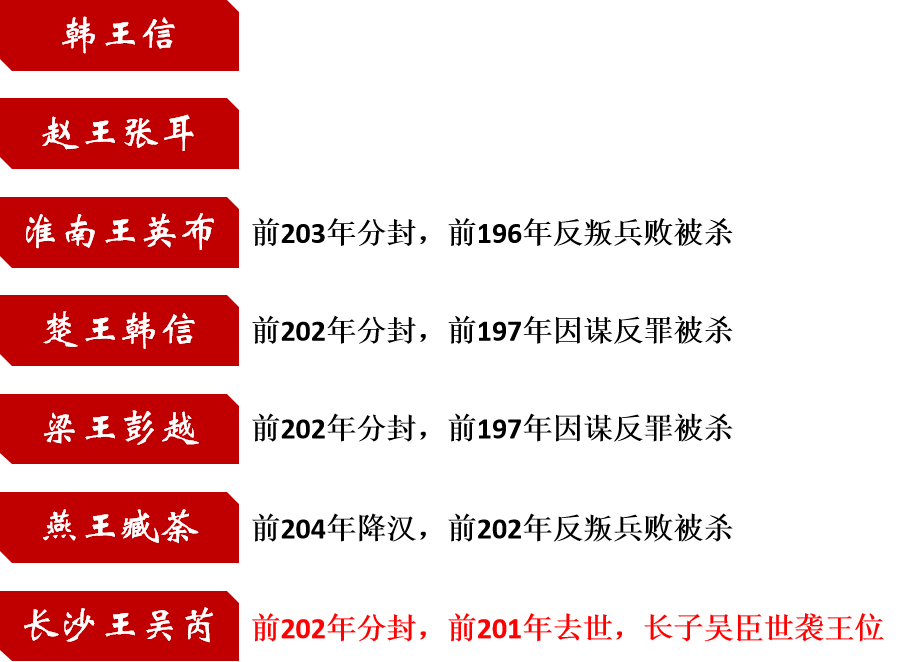 韩王信
赵王张耳
淮南王英布 前203年分封，前196年反叛兵败被杀
楚王韩信 前202年分封，前197年因谋反罪被杀
梁王彭越 前202年分封，前197年因谋反罪被杀
燕王臧荼 前204年降汉，前202年反叛兵败被杀
长沙王吴芮 前202年分封，前201年去世，长子吴臣世袭王位